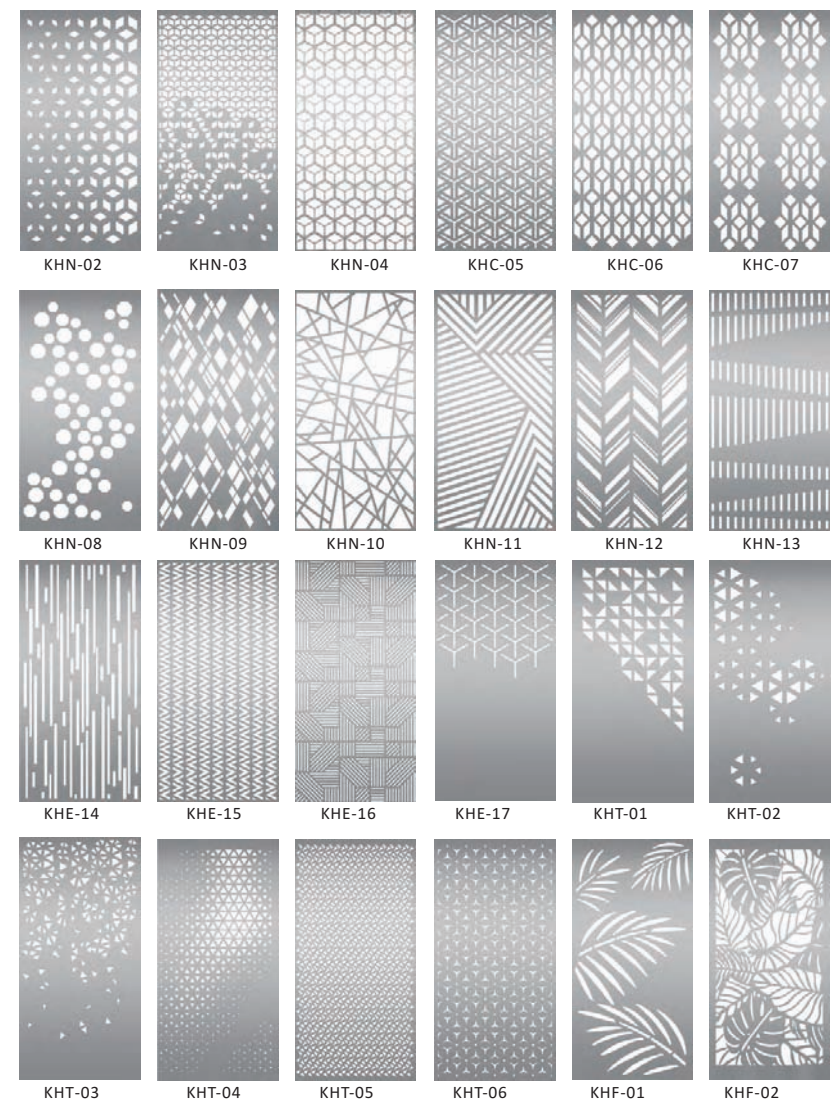 KHN-02 KHN-03 KHN-04 KHC-05 KHC-06 KHC-07
KHN-08 KHN-09 KHN-10 KHN-11 KHN-12 KHN-13
KHE-14 KHE-15 KHE-16 KHE-17 KHT-01 KHT-02
KHT-03 KHT-04 KHT-05 KHT-06 KHF-01 KHF-02